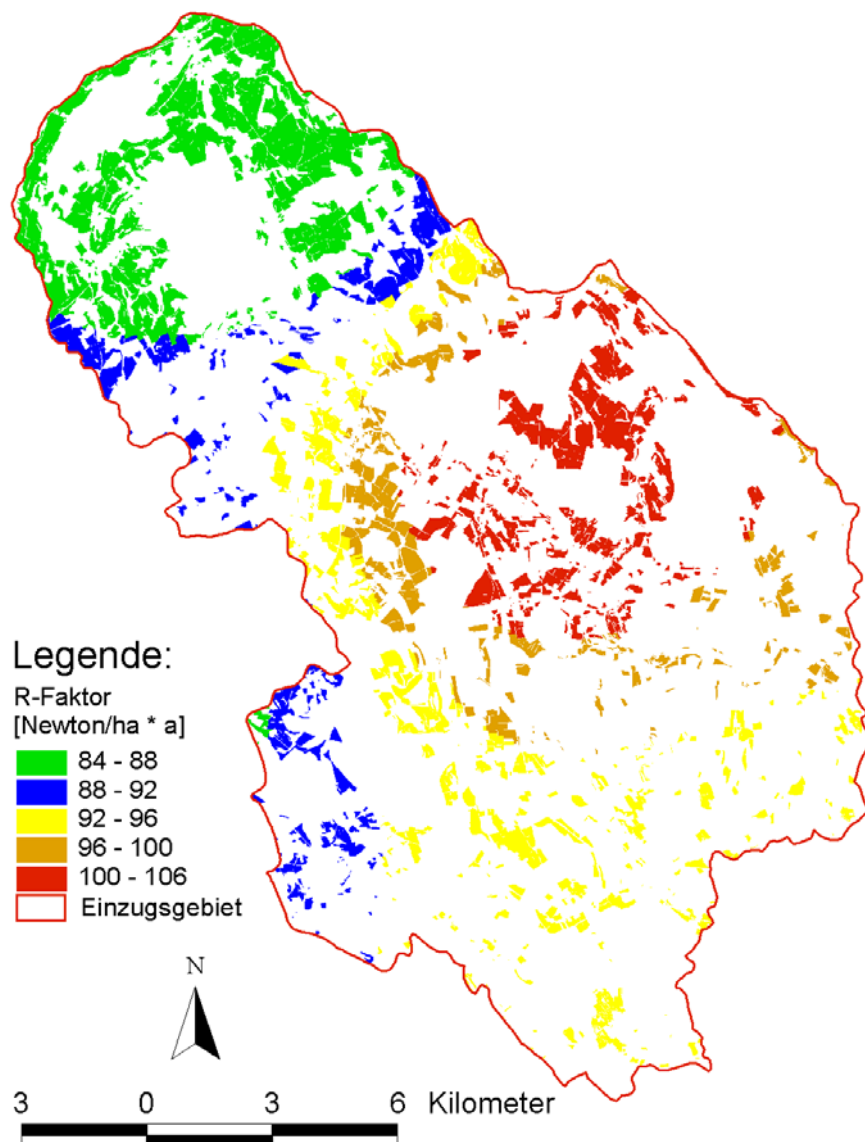 Legende:
R-Faktor
[Newton/ha * a]
84 - 88
88 - 92
92 - 96
96 - 100
100 - 106
Einzugsgebiet
N
3 0 3 6 Kilometer